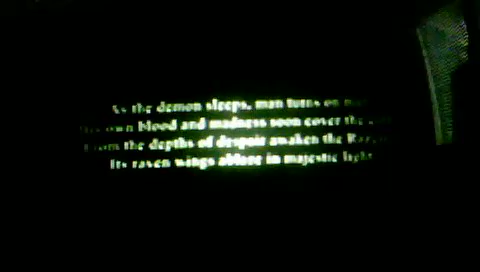 As the demon sleeps, man turns on
own blood and madness soon cover the
From the depths of despair awaken the
Its raven wings ablaze in majestic light